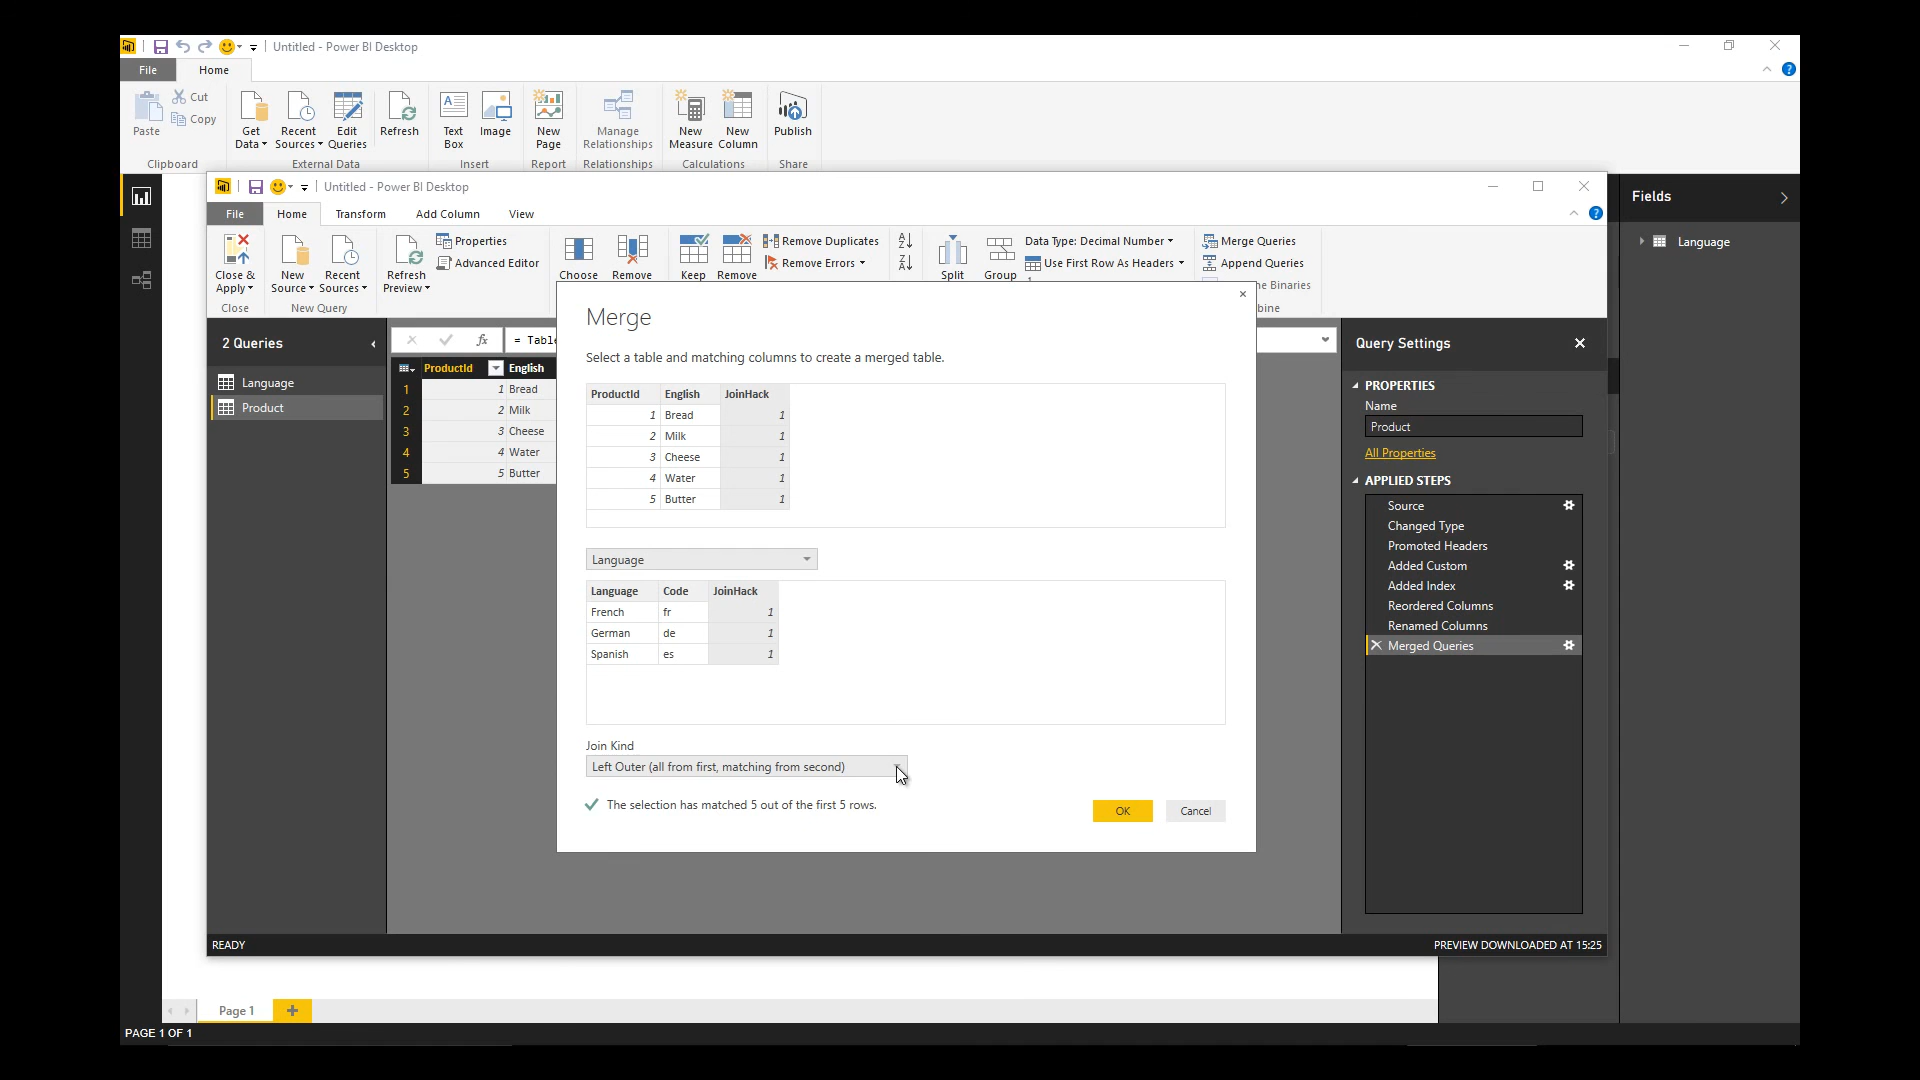 Untitled - Power BI Desktop
File Home
Paste Cut Copy
Get Data Recent Sources Edit Queries Refresh
Text Box Image New Page Manage Relationships New Measure New Column Publish
Clipboard External Data Insert Report Relationships Calculations Share
Untitled - Power BI Desktop
File Home Transform Add Column View
Close & Apply New Source Recent Sources Refresh Preview
Properties
Advanced Editor
Choose Remove Keep Remove
Remove Duplicates
Remove Errors
Split Group
Data Type: Decimal Number
Use First Row As Headers
1
Merge Queries
Append Queries
ne Binaries
Close New Query bine
2 Queries
Language
Product
fx = Table
ProductId English
1 1 Bread
2 2 Milk
3 3 Cheese
4 4 Water
5 5 Butter
Merge
Select a table and matching columns to create a merged table.
ProductId English JoinHack
1 Bread 1
2 Milk 1
3 Cheese 1
4 Water 1
5 Butter 1
Language
Language Code JoinHack
French fr 1
German de 1
Spanish es 1
Join Kind
Left Outer (all from first, matching from second)
The selection has matched 5 out of the first 5 rows.
OK Cancel
Query Settings
PROPERTIES
Name
Product
All Properties
APPLIED STEPS
Source
Changed Type
Promoted Headers
Added Custom
Added Index
Reordered Columns
Renamed Columns
Merged Queries
Fields
Language
READY PREVIEW DOWNLOADED AT 15:25
Page 1
PAGE 1 OF 1